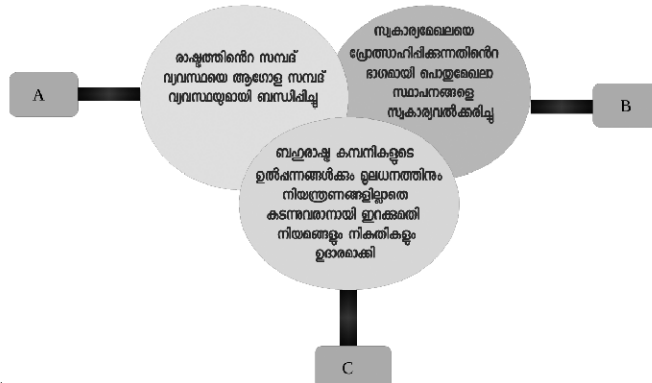 രാഷ്ട്രത്തിന്റെ സമ്പദ്
വ്യവസ്ഥയെ ആഗോള സമ്പദ്
വ്യവസ്ഥയുമായി ബന്ധിപ്പിച്ചു
സ്വകാര്യമേഖലയെ
പ്രോത്സാഹിപ്പിക്കുന്നതിന്റെ
ഭാഗമായി പൊതുമേഖലാ
സ്ഥാപനങ്ങളെ
സ്വകാര്യവൽക്കരിച്ചു
A
B
ബഹുരാഷ്ട്ര കമ്പനികളുടെ
ഉൽപ്പന്നങ്ങൾക്കും മൂലധനത്തിനും
നിയന്ത്രണങ്ങളില്ലാതെ
കടന്നുവരാനായി ഇറക്കുമതി
നിയമങ്ങളും നികുതികളും
ഉദാരമാക്കി
C